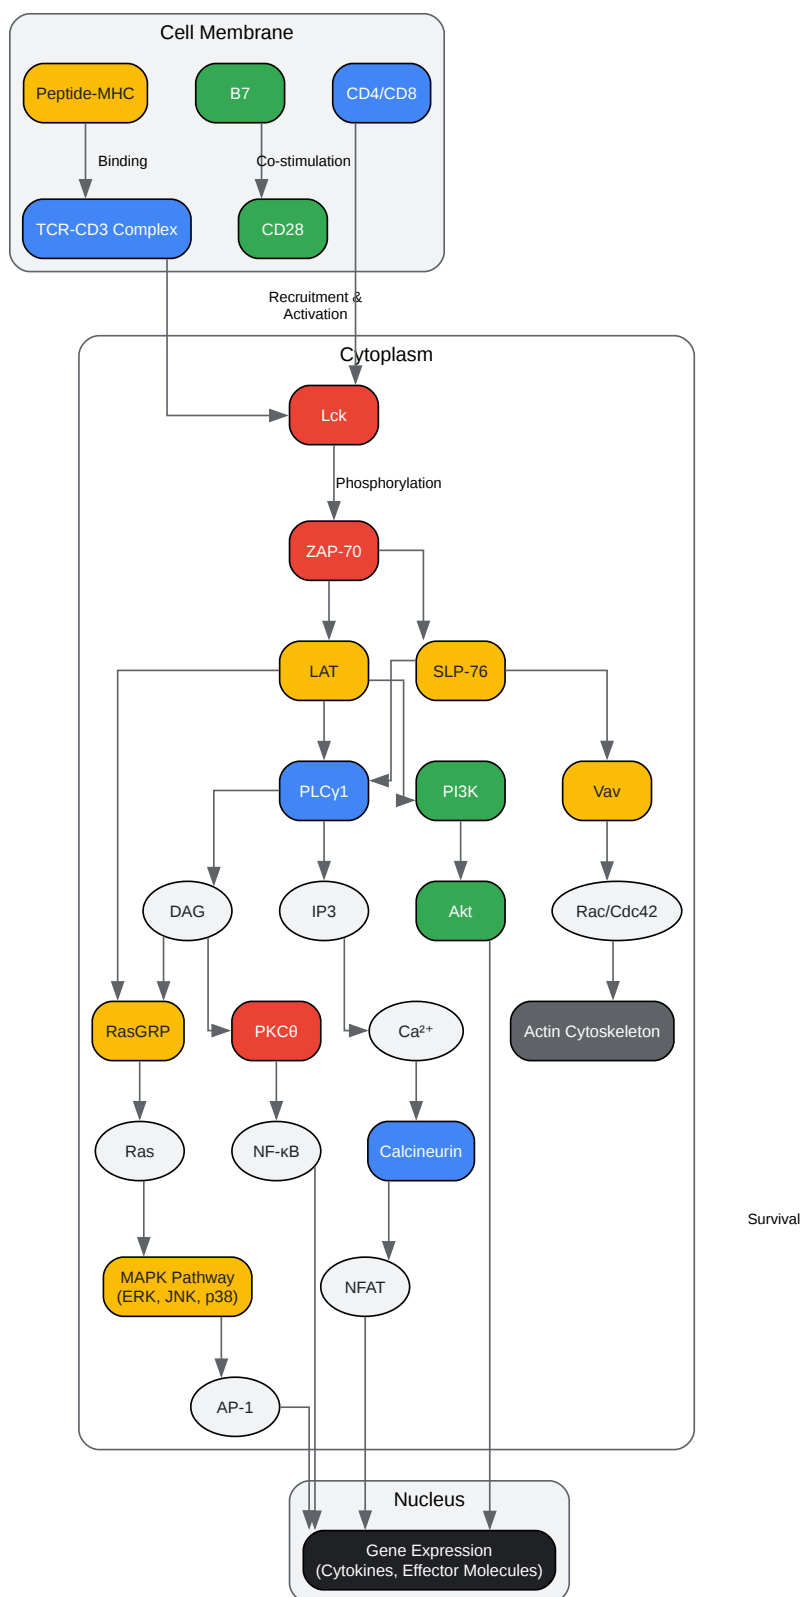 Cell Membrane
Peptide-MHC
B7
CD4/CD8
Binding
Co-stimulation
TCR-CD3 Complex
CD28
Recruitment &
Activation
Cytoplasm
Lck
Phosphorylation
ZAP-70
LAT
SLP-76
PLCγ1
PI3K
Vav
DAG
IP3
Akt
Rac/Cdc42
RasGRP
PKCθ
Ca²⁺
Actin Cytoskeleton
Ras
NF-κB
Calcineurin
Survival
MAPK Pathway
(ERK, JNK, p38)
NFAT
AP-1
Nucleus
Gene Expression
(Cytokines, Effector Molecules)